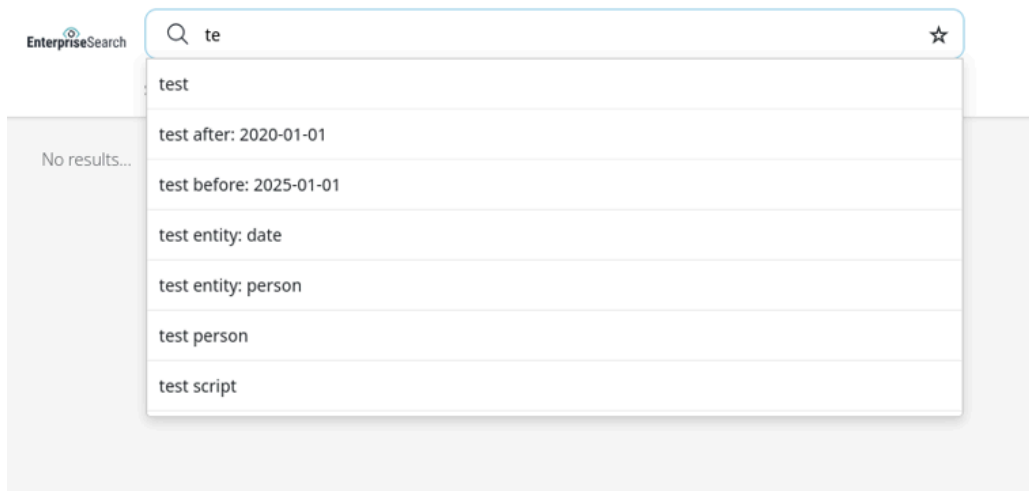 EnterpriseSearch
te
test
test after: 2020-01-01
No results...
test before: 2025-01-01
test entity: date
test entity: person
test person
test script